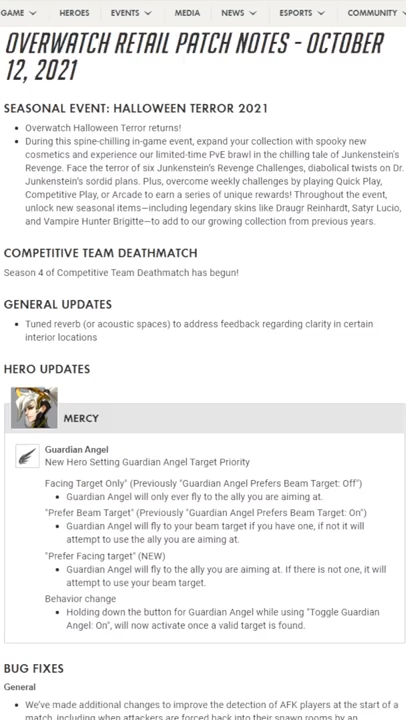 GAME HEROES EVENTS MEDIA NEWS ESPORTS COMMUNITY
OVERWATCH RETAIL PATCH NOTES – OCTOBER
12, 2021
SEASONAL EVENT: HALLOWEEN TERROR 2021
• Overwatch Halloween Terror returns!
• During this spine-chilling in-game event, expand your collection with spooky new
cosmetics and experience our limited-time PvE brawl in the chilling tale of Junkenstein's
Revenge. Face the terror of six Junkenstein's Revenge Challenges, diabolical twists on Dr.
Junkenstein's sordid plans. Plus, overcome weekly challenges by playing Quick Play,
Competitive Play, or Arcade to earn a series of unique rewards! Throughout the event,
unlock new seasonal items—including legendary skins like Draugr Reinhardt, Satyr Lucio,
and Vampire Hunter Brigitte—to add to our growing collection from previous years.
COMPETITIVE TEAM DEATHMATCH
Season 4 of Competitive Team Deathmatch has begun!
GENERAL UPDATES
• Tuned reverb (or acoustic spaces) to address feedback regarding clarity in certain
interior locations
HERO UPDATES
MERCY
Guardian Angel
New Hero Setting Guardian Angel Target Priority
Facing Target Only" (Previously "Guardian Angel Prefers Beam Target: Off")
• Guardian Angel will only ever fly to the ally you are aiming at.
"Prefer Beam Target" (Previously "Guardian Angel Prefers Beam Target: On")
• Guardian Angel will fly to your beam target if you have one, if not it will
attempt to use the ally you are aiming at.
"Prefer Facing target" (NEW)
• Guardian Angel will fly to the ally you are aiming at. If there is not one, it will
attempt to use your beam target.
Behavior change
• Holding down the button for Guardian Angel while using "Toggle Guardian
Angel: On", will now activate once a valid target is found.
BUG FIXES
General
• We've made additional changes to improve the detection of AFK players at the start of a
match, including when attackers are forced back into their spawn rooms by an